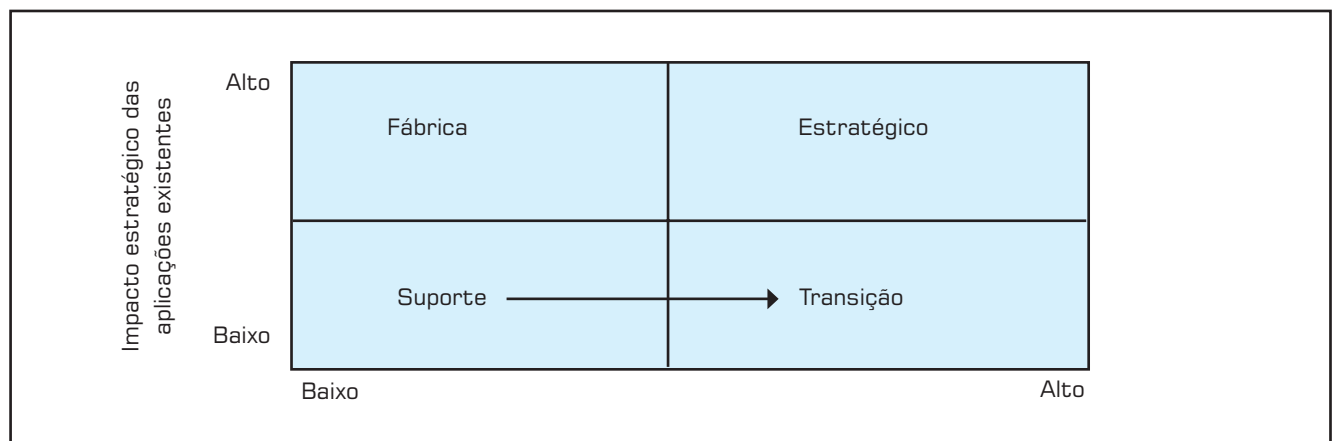 Impacto estratégico das
aplicações existentes
Alto
Fábrica
Estratégico
Suporte
Transição
Baixo
Baixo
Alto